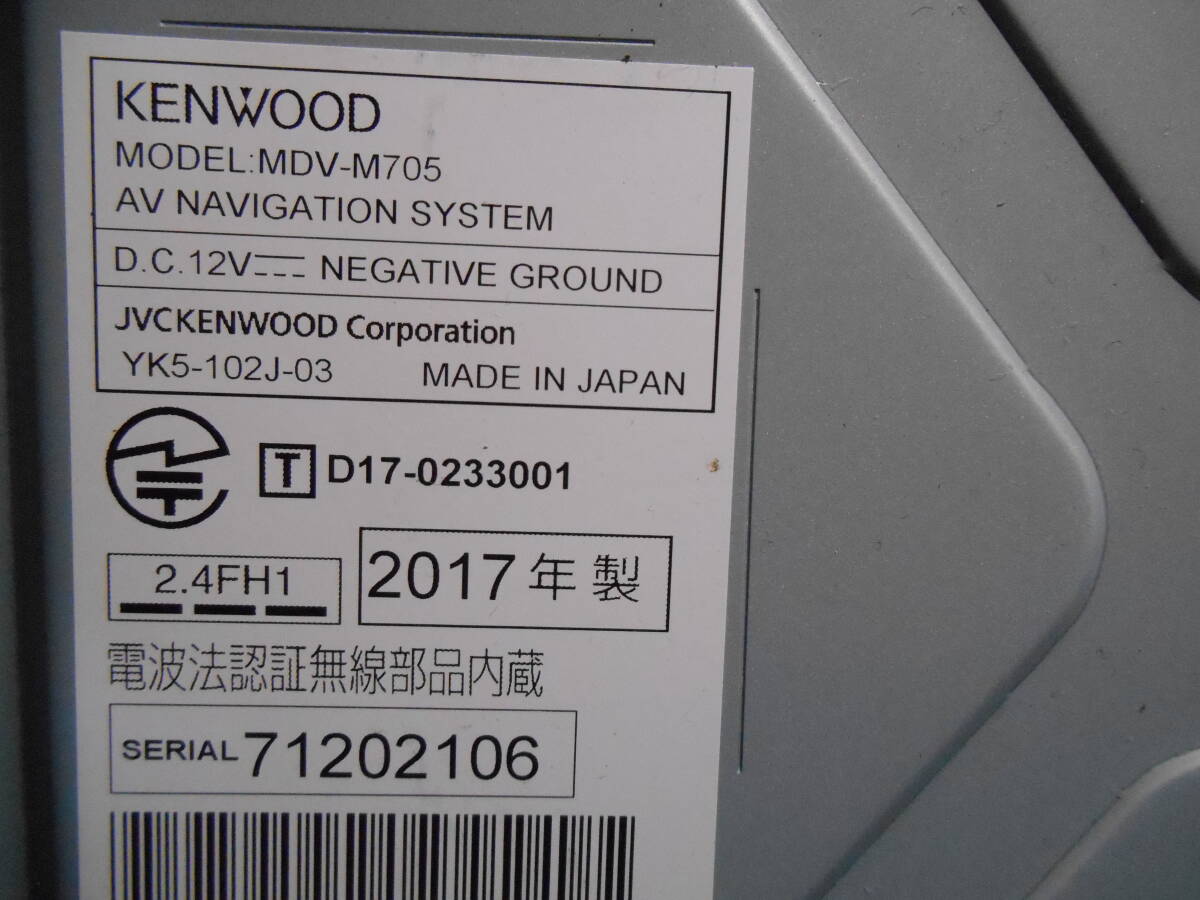 KENWOOD
MODEL:MDV-M705
AV NAVIGATION SYSTEM
D.C.12V⎓ NEGATIVE GROUND
JVCKENWOOD Corporation
YK5-102J-03 MADE IN JAPAN
T D17-0233001
2.4FH1
2017年製
電波法認証無線部品内蔵
SERIAL 71202106